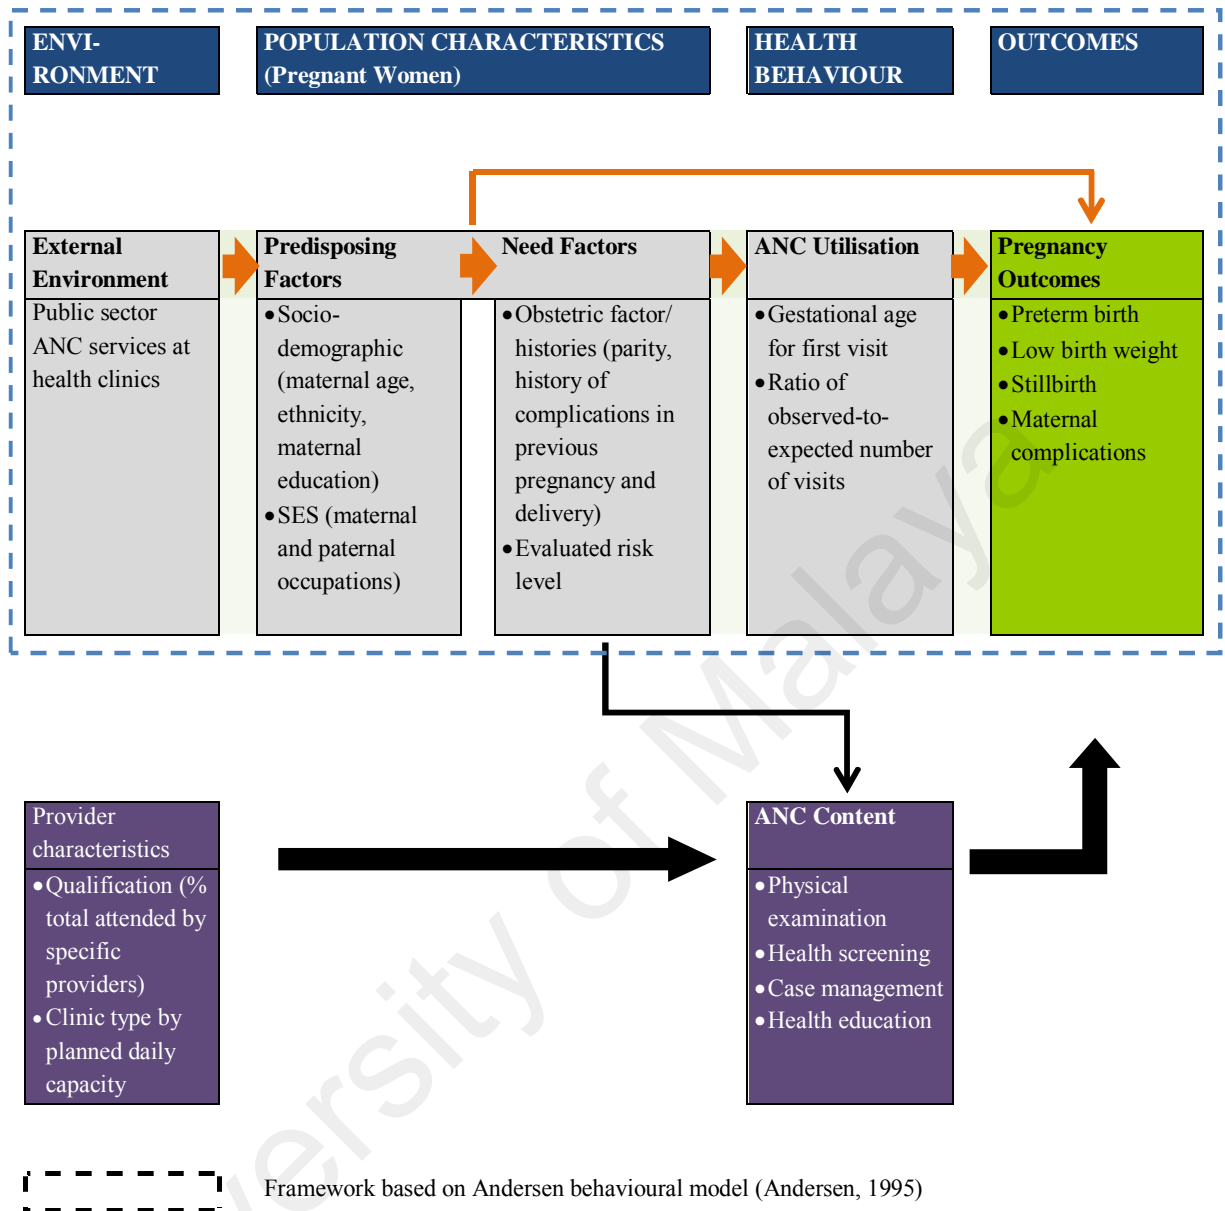 ENVI-
RONMENT
POPULATION CHARACTERISTICS
(Pregnant Women)
HEALTH
BEHAVIOUR
OUTCOMES
External
Environment
Public sector
ANC services at
health clinics
Predisposing
Factors
•Socio-
demographic
(maternal age,
ethnicity,
maternal
education)
•SES (maternal
and paternal
occupations)
Need Factors
•Obstetric factor/
histories (parity,
history of
complications in
previous
pregnancy and
delivery)
•Evaluated risk
level
ANC Utilisation
•Gestational age
for first visit
•Ratio of
observed-to-
expected number
of visits
Pregnancy
Outcomes
•Preterm birth
•Low birth weight
•Stillbirth
•Maternal
complications
Provider
characteristics
•Qualification (%
total attended by
specific
providers)
•Clinic type by
planned daily
capacity
ANC Content
•Physical
examination
•Health screening
•Case management
•Health education
Framework based on Andersen behavioural model (Andersen, 1995)
versity of Malaya